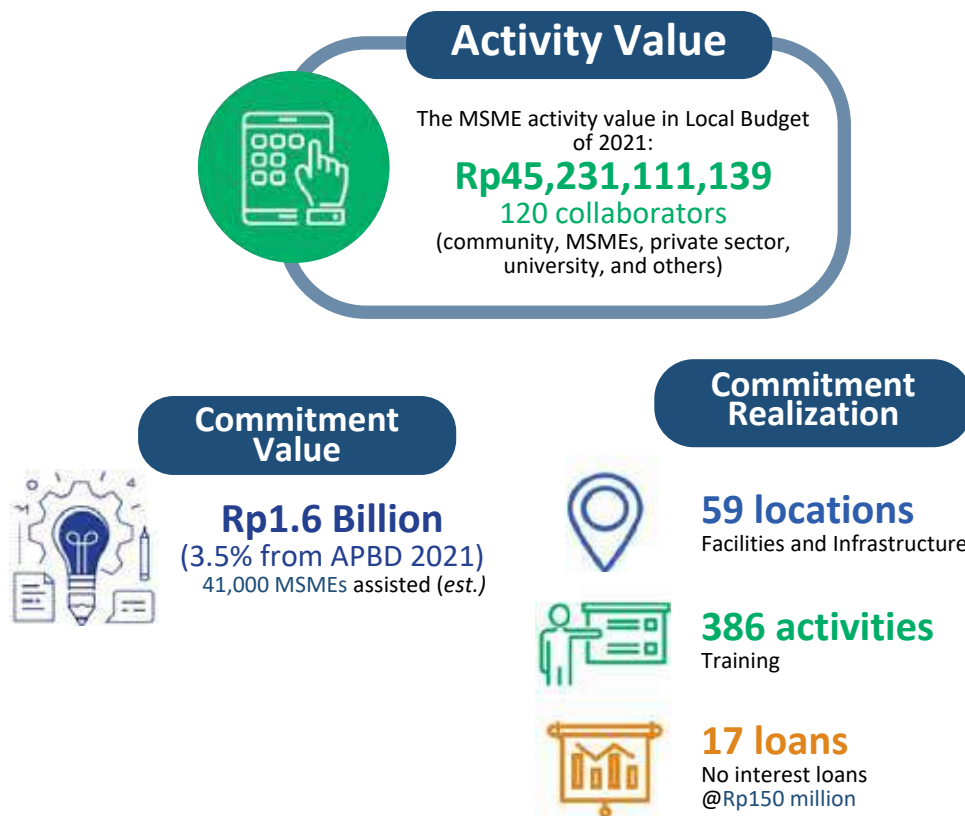 Activity Value
The MSME activity value in Local Budget
of 2021:
Rp45,231,111,139
120 collaborators
(community, MSMEs, private sector,
university, and others)
Commitment
Value
Rp1.6 Billion
(3.5% from APBD 2021)
41,000 MSMEs assisted (est.)
Commitment
Realization
59 locations
Facilities and Infrastructure
386 activities
Training
17 loans
No interest loans
@Rp150 million